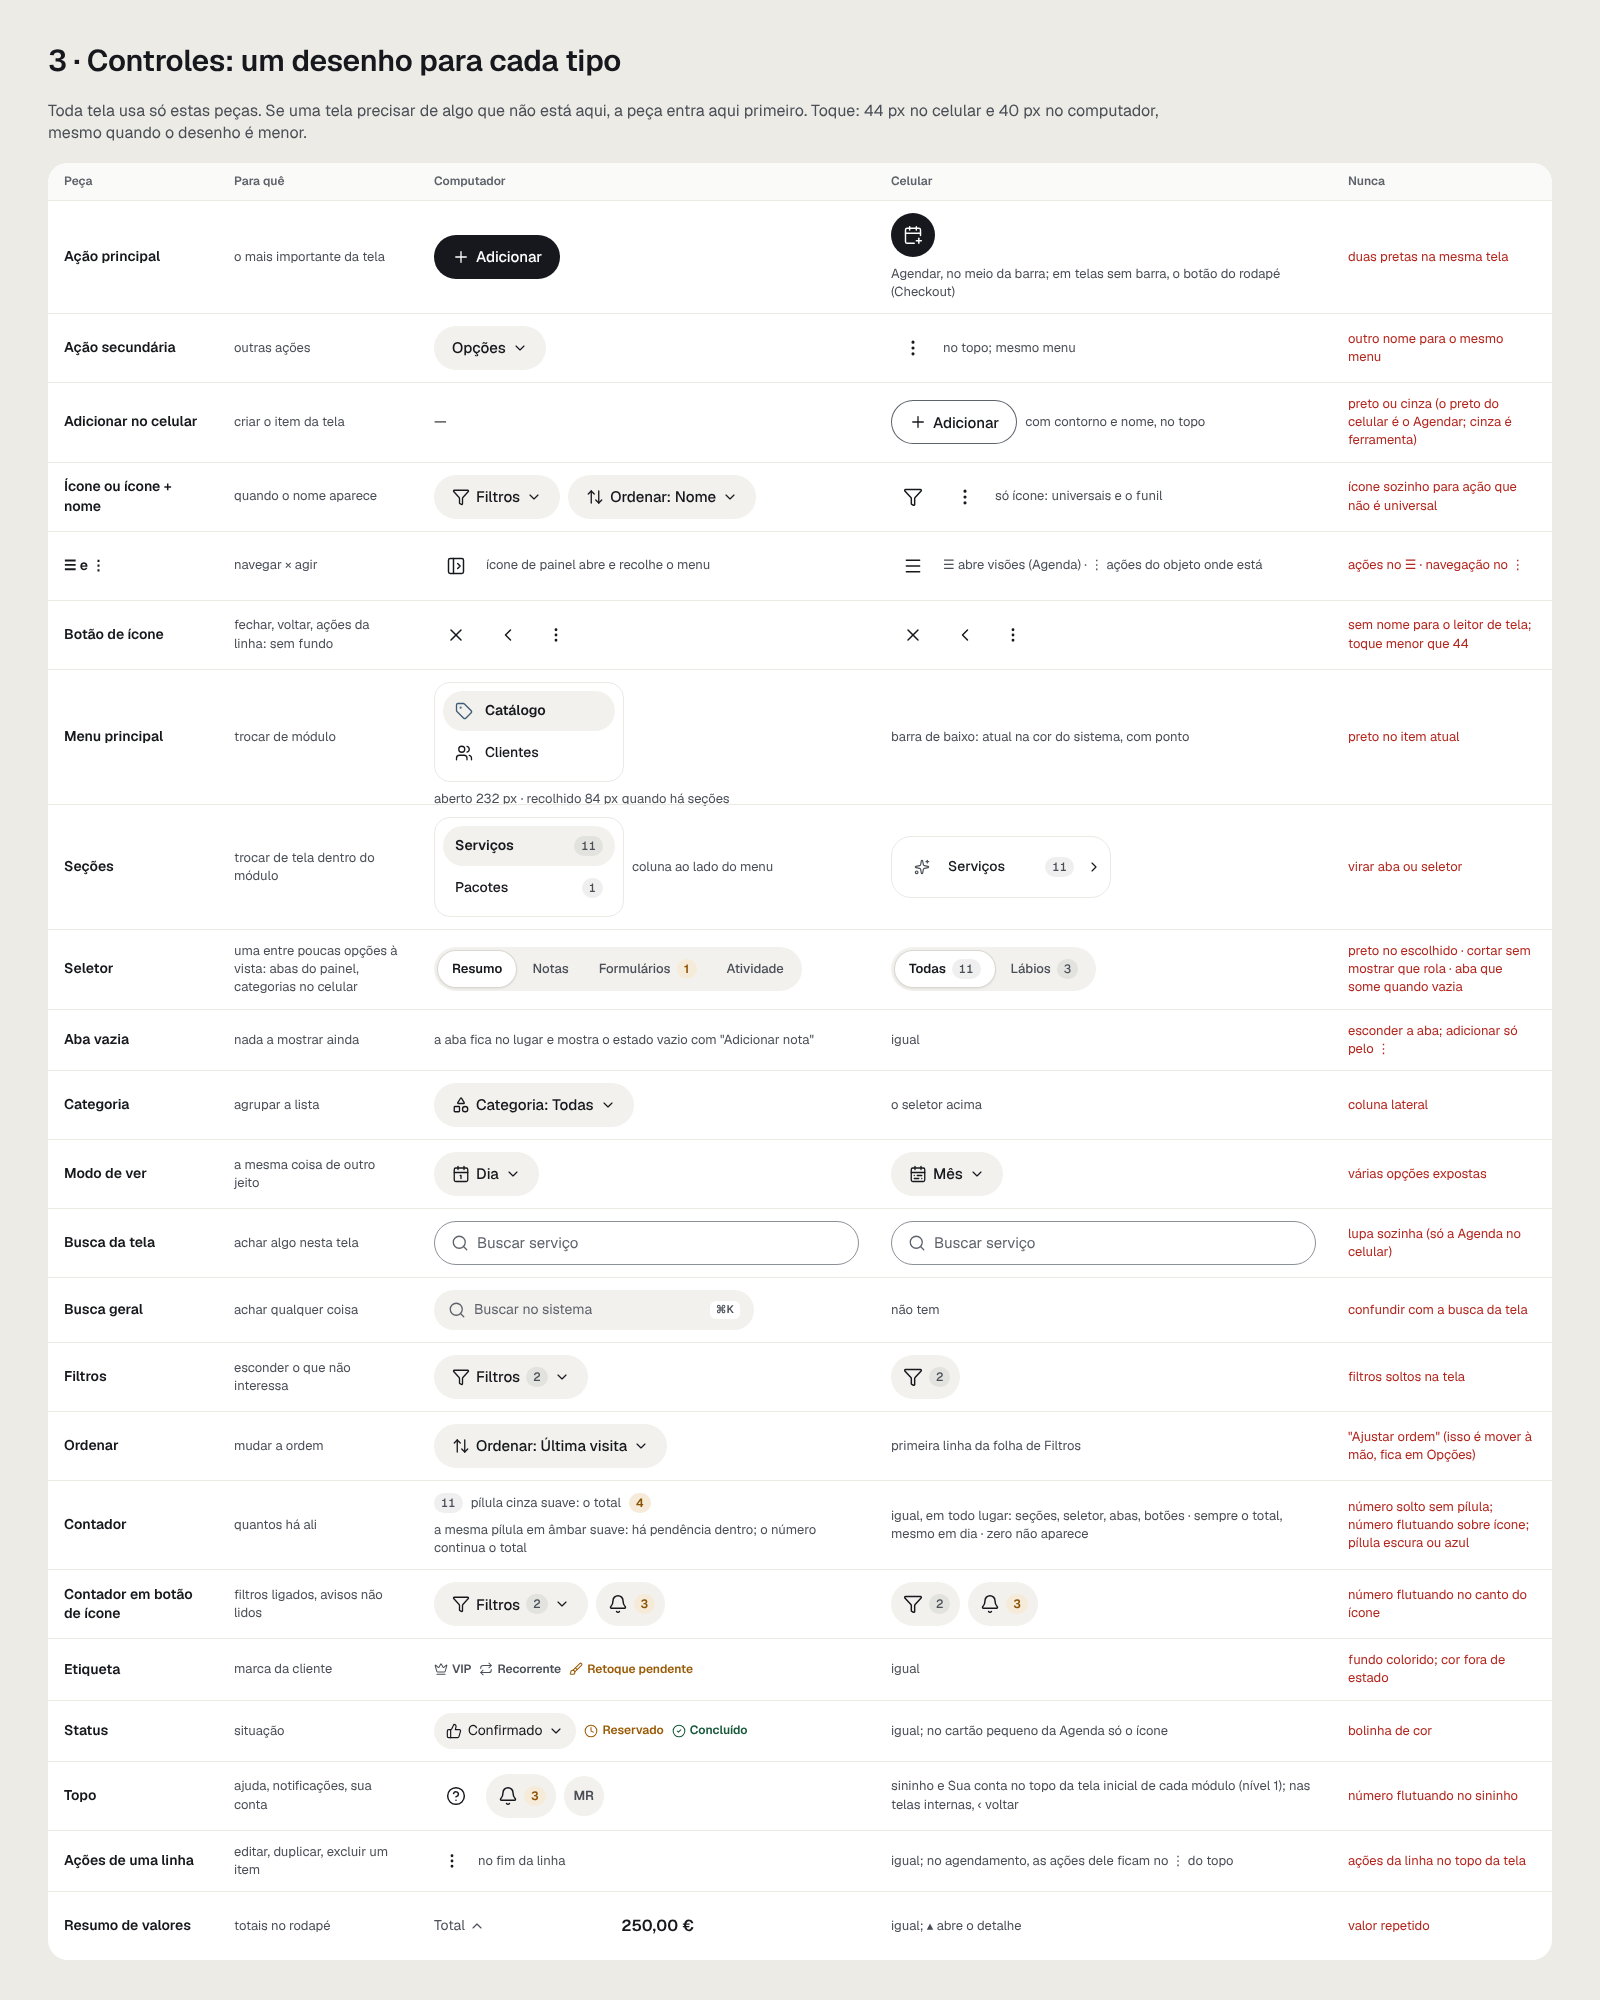 3 · Controles: um desenho para cada tipo
Toda tela usa só estas peças. Se uma tela precisar de algo que não está aqui, a peça entra aqui primeiro. Toque: 44 px no celular e 40 px no computador,
mesmo quando o desenho é menor.
Peça Para quê Computador Celular Nunca
Ação principal
o mais importante da tela
+ Adicionar
Agendar, no meio da barra; em telas sem barra, o botão do rodapé
(Checkout)
duas pretas na mesma tela
Ação secundária
outras ações
Opções
⋮ no topo; mesmo menu
outro nome para o mesmo
menu
Adicionar no celular
criar o item da tela
—
+ Adicionar com contorno e nome, no topo
preto ou cinza (o preto do
celular é o Agendar; cinza é
ferramenta)
Ícone ou ícone +
nome
quando o nome aparece
Filtros Ordenar: Nome
⋮ só ícone: universais e o funil
ícone sozinho para ação que
não é universal
☰ e ⋮
navegar × agir
ícone de painel abre e recolhe o menu
☰ ☰ abre visões (Agenda) · ⋮ ações do objeto onde está
ações no ☰ · navegação no ⋮
Botão de ícone
fechar, voltar, ações da
linha: sem fundo
× ‹ ⋮
× ‹ ⋮
sem nome para o leitor de tela;
toque menor que 44
Menu principal
trocar de módulo
Catálogo
Clientes
aberto 232 px · recolhido 84 px quando há seções
barra de baixo: atual na cor do sistema, com ponto
preto no item atual
Seções
trocar de tela dentro do
módulo
Serviços 11
Pacotes 1
coluna ao lado do menu
Serviços 11 ›
virar aba ou seletor
Seletor
uma entre poucas opções à
vista: abas do painel,
categorias no celular
Resumo Notas Formulários 1 Atividade
Todas 11 Lábios 3
preto no escolhido · cortar sem
mostrar que rola · aba que
some quando vazia
Aba vazia
nada a mostrar ainda
a aba fica no lugar e mostra o estado vazio com "Adicionar nota"
igual
esconder a aba; adicionar só
pelo ⋮
Categoria
agrupar a lista
Categoria: Todas
o seletor acima
coluna lateral
Modo de ver
a mesma coisa de outro
jeito
Dia
Mês
várias opções expostas
Busca da tela
achar algo nesta tela
Buscar serviço
Buscar serviço
lupa sozinha (só a Agenda no
celular)
Busca geral
achar qualquer coisa
Buscar no sistema ⌘K
não tem
confundir com a busca da tela
Filtros
esconder o que não
interessa
Filtros 2
2
filtros soltos na tela
Ordenar
mudar a ordem
Ordenar: Última visita
primeira linha da folha de Filtros
"Ajustar ordem" (isso é mover à
mão, fica em Opções)
Contador
quantos há ali
11 pílula cinza suave: o total 4
a mesma pílula em âmbar suave: há pendência dentro; o número
continua o total
igual, em todo lugar: seções, seletor, abas, botões · sempre o total,
mesmo em dia · zero não aparece
número solto sem pílula;
número flutuando sobre ícone;
pílula escura ou azul
Contador em botão
de ícone
filtros ligados, avisos não
lidos
Filtros 2 3
2 3
número flutuando no canto do
ícone
Etiqueta
marca da cliente
VIP Recorrente Retoque pendente
igual
fundo colorido; cor fora de
estado
Status
situação
Confirmado Reservado Concluído
igual; no cartão pequeno da Agenda só o ícone
bolinha de cor
Topo
ajuda, notificações, sua
conta
? 3 MR
sininho e Sua conta no topo da tela inicial de cada módulo (nível 1); nas
telas internas, ‹ voltar
número flutuando no sininho
Ações de uma linha
editar, duplicar, excluir um
item
⋮ no fim da linha
igual; no agendamento, as ações dele ficam no ⋮ do topo
ações da linha no topo da tela
Resumo de valores
totais no rodapé
Total 250,00 €
igual; ▴ abre o detalhe
valor repetido